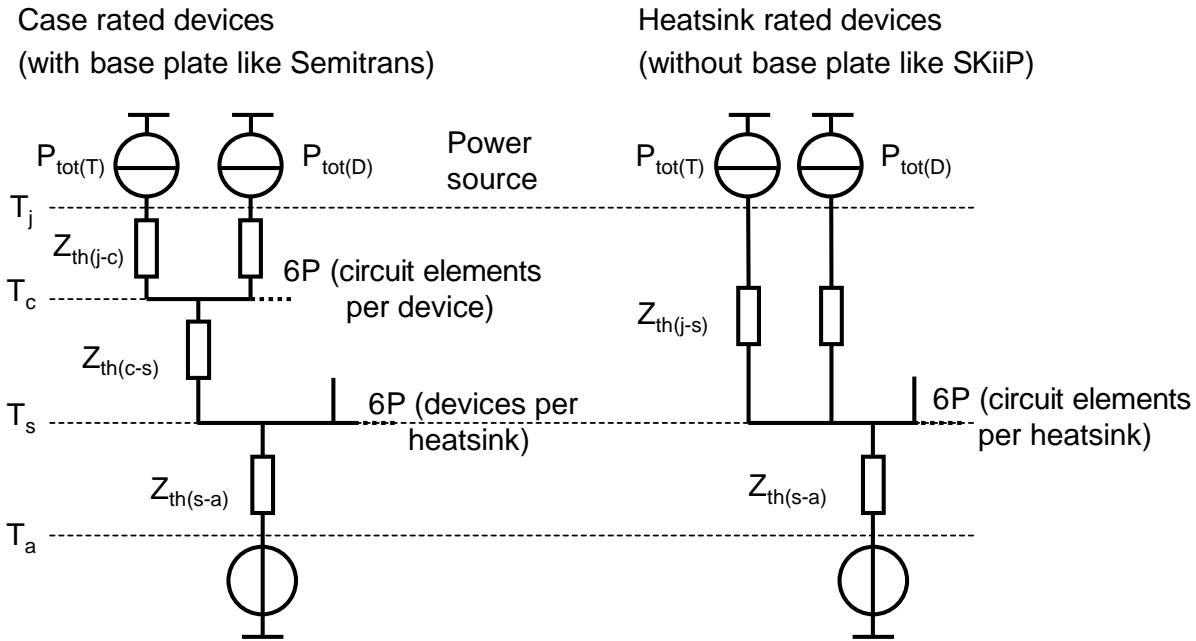 Case rated devices
(with base plate like Semitrans)
Heatsink rated devices
(without base plate like SKiiP)
P_tot(T)
P_tot(D)
Power
source
P_tot(T)
P_tot(D)
T_j
Z_th(j-c)
6P (circuit elements
per device)
T_c
Z_th(j-s)
Z_th(c-s)
6P (devices per
heatsink)
6P (circuit elements
per heatsink)
T_s
Z_th(s-a)
Z_th(s-a)
T_a